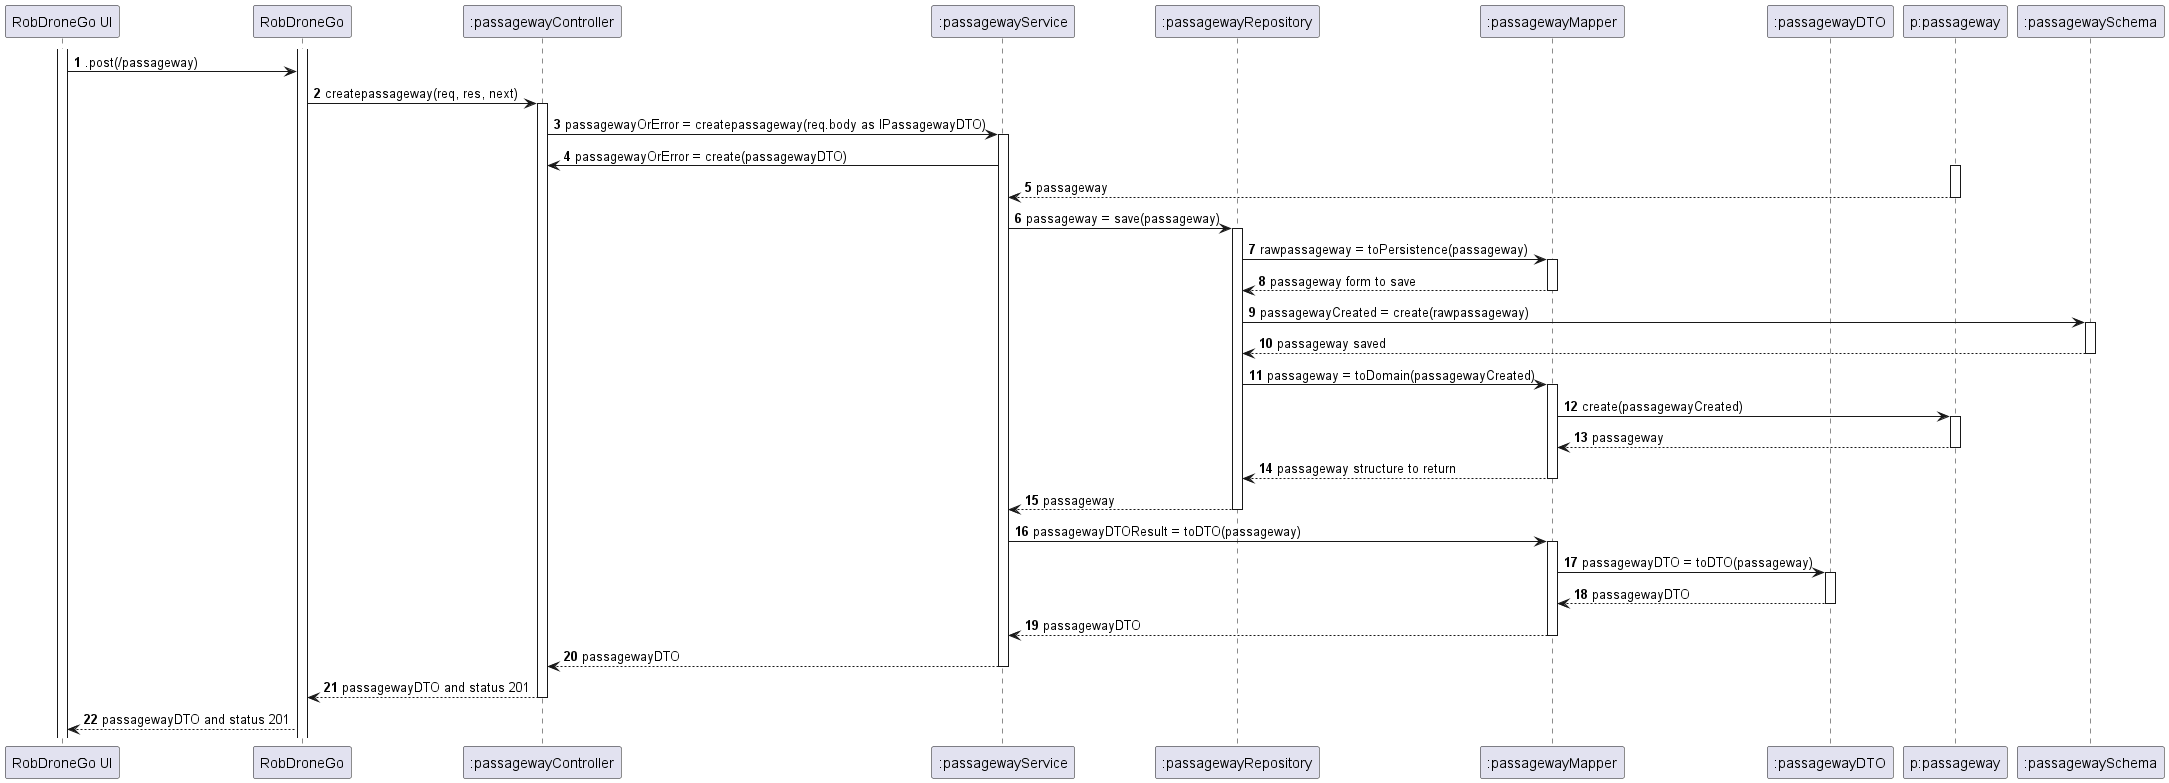 RobDroneGo UI
RobDroneGo
:passagewayController
:passagewayService
:passagewayRepository
:passagewayMapper
:passagewayDTO
p:passageway
:passagewaySchema
1 .post(/passageway)
2 createpassageway(req, res, next)
3 passagewayOrError = createpassageway(req.body as IPassagewayDTO)
4 passagewayOrError = create(passagewayDTO)
5 passageway
6 passageway = save(passageway)
7 rawpassageway = toPersistence(passageway)
8 passageway form to save
9 passagewayCreated = create(rawpassageway)
10 passageway saved
11 passageway = toDomain(passagewayCreated)
12 create(passagewayCreated)
13 passageway
14 passageway structure to return
15 passageway
16 passagewayDTOResult = toDTO(passageway)
17 passagewayDTO = toDTO(passageway)
18 passagewayDTO
19 passagewayDTO
20 passagewayDTO
21 passagewayDTO and status 201
22 passagewayDTO and status 201
RobDroneGo UI
RobDroneGo
:passagewayController
:passagewayService
:passagewayRepository
:passagewayMapper
:passagewayDTO
p:passageway
:passagewaySchema